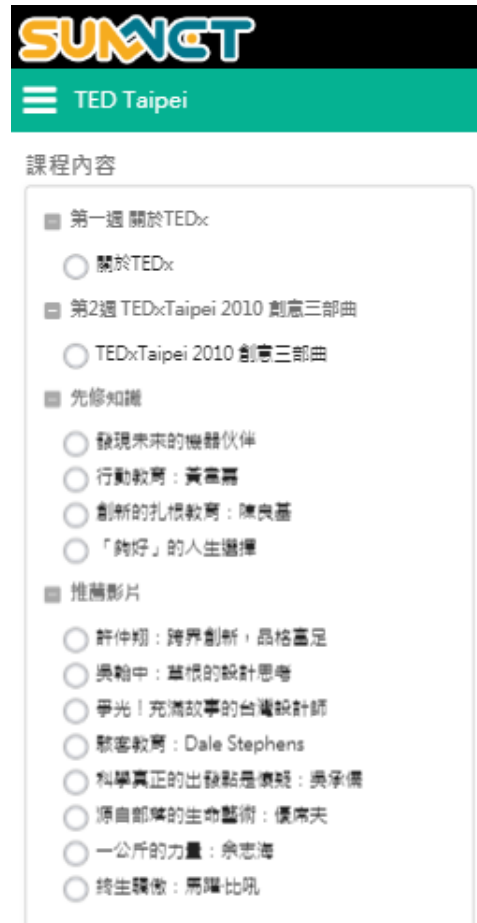 SUNNET
TED Taipei
課程內容
第一週 關於TEDx
關於TEDx
第2週 TEDxTaipei 2010 創意三部曲
TEDxTaipei 2010 創意三部曲
先修知識
發現未來的機器伙伴
行動教育：黃韋嘉
創新的扎根教育：陳良基
「夠好」的人生選擇
推薦影片
許仲翔：跨界創新，品格富足
吳翰中：草根的設計思考
爭光！充滿故事的台灣設計師
駭客教育：Dale Stephens
科學真正的出發點是懷疑：吳承儒
源自部落的生命藝術：優席夫
一公斤的力量：余志海
終生驕傲：馬躍·比吼